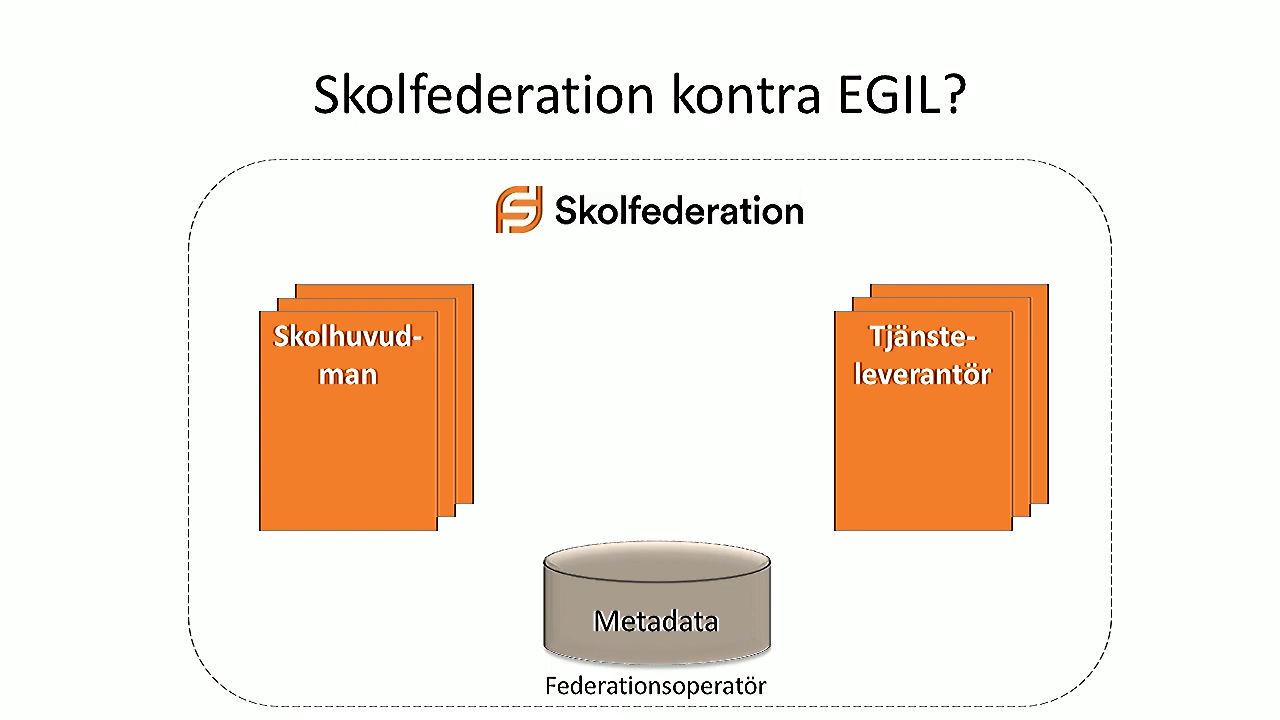 Skolfederation kontra EGIL?
Skolfederation
Skolhuvud-
man
Tjänste-
leverantör
Metadata
Federationsoperatör